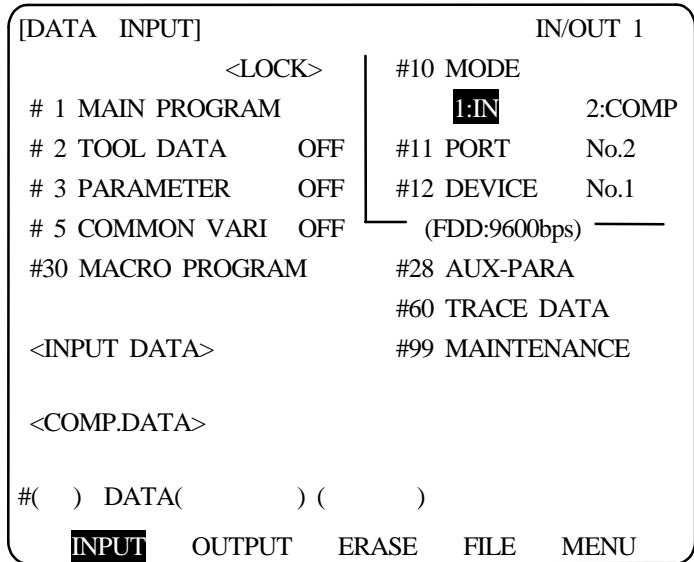 [DATA INPUT] IN/OUT 1
<LOCK> #10 MODE
# 1 MAIN PROGRAM 1:IN 2:COMP
# 2 TOOL DATA OFF #11 PORT No.2
# 3 PARAMETER OFF #12 DEVICE No.1
# 5 COMMON VARI OFF (FDD:9600bps)
#30 MACRO PROGRAM #28 AUX-PARA
#60 TRACE DATA
<INPUT DATA> #99 MAINTENANCE
<COMP.DATA>
#( ) DATA( ) ( )
INPUT OUTPUT ERASE FILE MENU